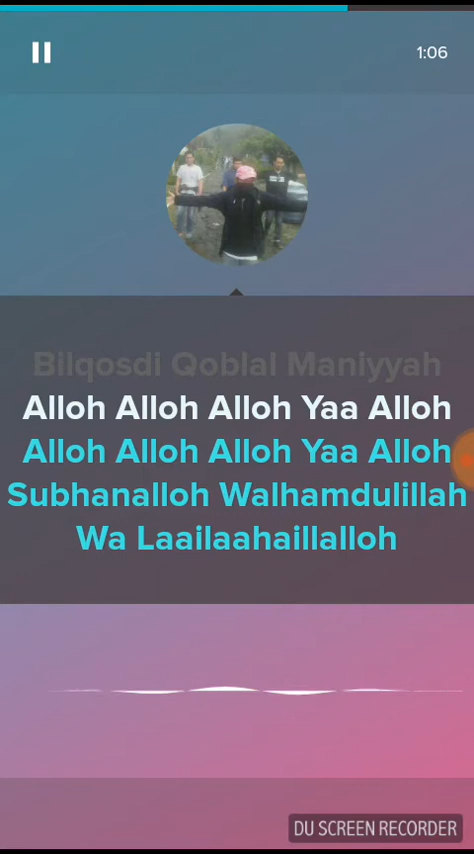 1:06
Bilqosdi Qoblal Maniyyah
Alloh Alloh Alloh Yaa Alloh
Alloh Alloh Alloh Yaa Alloh
Subhanalloh Walhamdulillah
Wa Laailaahaillalloh
DU SCREEN RECORDER